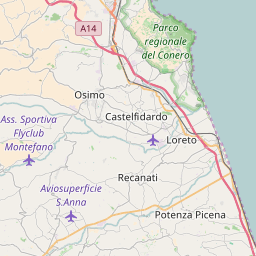 A14
Parco
regionale
del Conero
Osimo
Castelfidardo
Ass. Sportiva
Flyclub
Montefano
Loreto
Recanati
Aviosuperficie
S.Anna
Potenza Picena